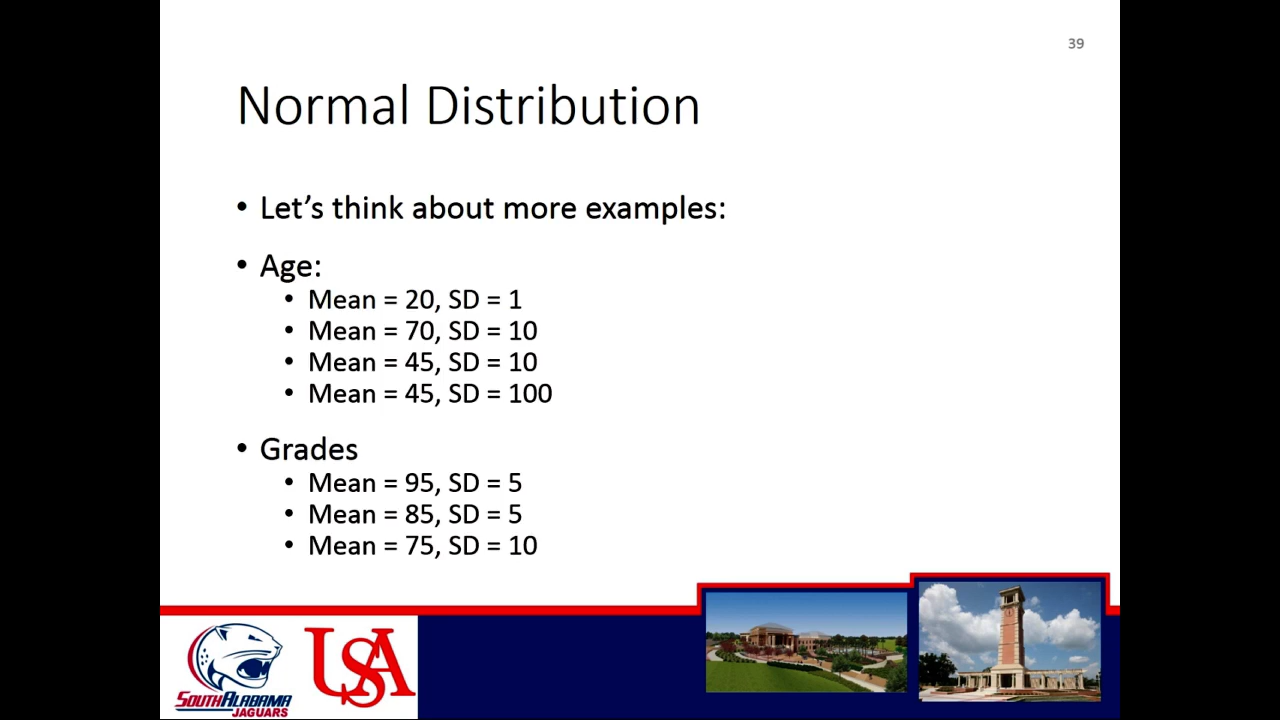 39
Normal Distribution
• Let’s think about more examples:
• Age:
• Mean = 20, SD = 1
• Mean = 70, SD = 10
• Mean = 45, SD = 10
• Mean = 45, SD = 100
• Grades
• Mean = 95, SD = 5
• Mean = 85, SD = 5
• Mean = 75, SD = 10
USA
SOUTH ALABAMA
JAGUARS